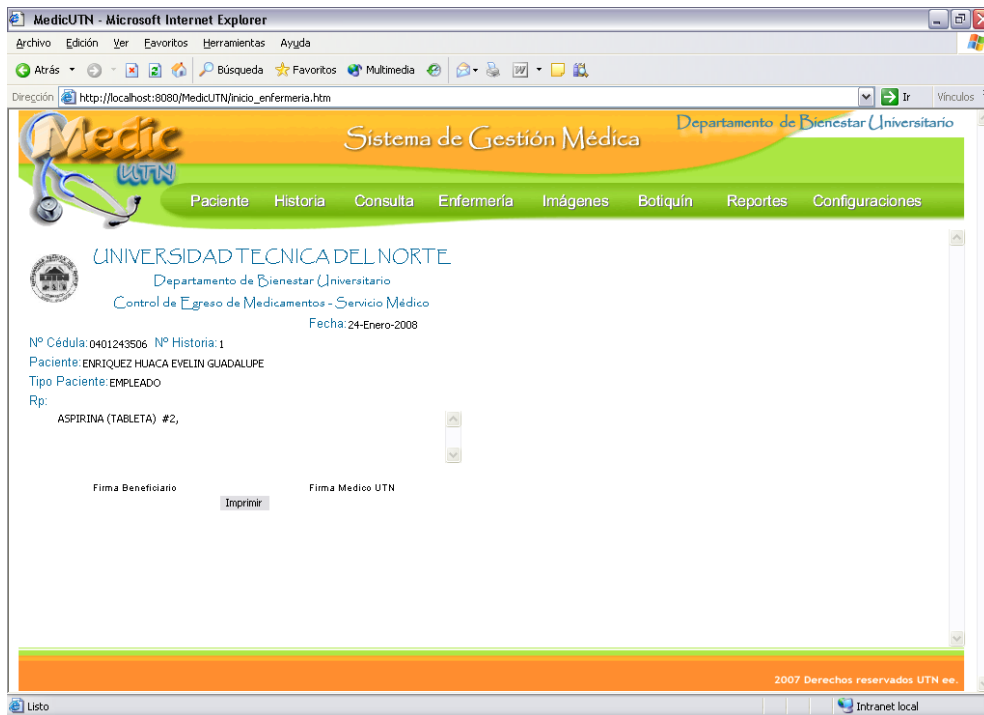 MedicUTN - Microsoft Internet Explorer
Archivo Edición Ver Favoritos Herramientas Ayuda
Atrás Búsqueda Favoritos Multimedia
Dirección http://localhost:8080/MedicUTN/inicio_enfermeria.htm Ir Vínculos
Medic UTN
Sistema de Gestión Médica
Departamento de Bienestar Universitario
Paciente Historia Consulta Enfermería Imágenes Botiquín Reportes Configuraciones
UNIVERSIDAD TECNICA DEL NORTE
Departamento de Bienestar Universitario
Control de Egreso de Medicamentos - Servicio Médico
Fecha: 24-Enero-2008
Nº Cédula: 0401243506 Nº Historia: 1
Paciente: ENRIQUEZ HUACA EVELIN GUADALUPE
Tipo Paciente: EMPLEADO
Rp:
ASPIRINA (TABLETA) #2,
Firma Beneficiario Firma Medico UTN
Imprimir
2007 Derechos reservados UTN ee.
Listo Intranet local